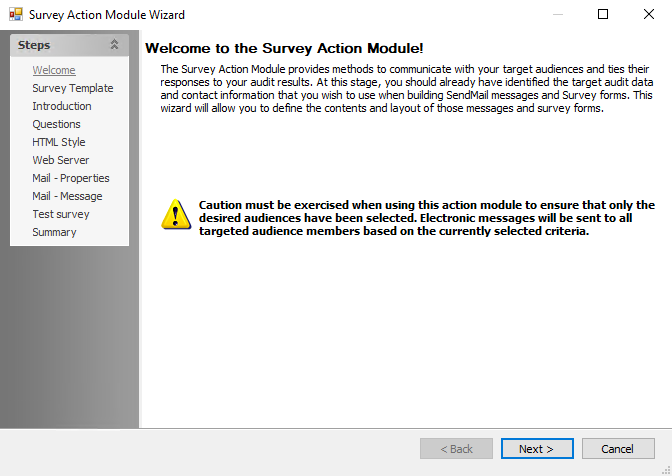 Survey Action Module Wizard
Steps
Welcome
Survey Template
Introduction
Questions
HTML Style
Web Server
Mail - Properties
Mail - Message
Test survey
Summary
Welcome to the Survey Action Module!
The Survey Action Module provides methods to communicate with your target audiences and ties their
responses to your audit results. At this stage, you should already have identified the target audit data
and contact information that you wish to use when building SendMail messages and Survey forms. This
wizard will allow you to define the contents and layout of those messages and survey forms.
Caution must be exercised when using this action module to ensure that only the
desired audiences have been selected. Electronic messages will be sent to all
targeted audience members based on the currently selected criteria.
< Back
Next >
Cancel